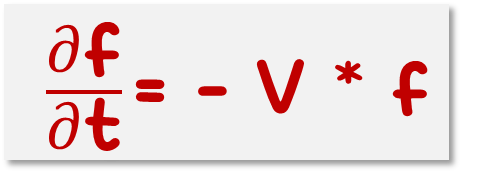 ∂f/∂t = - V * f